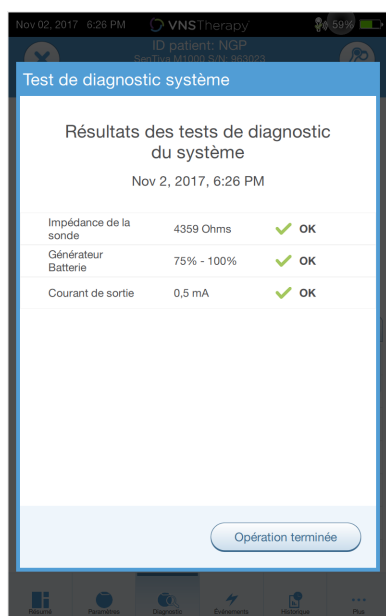 Nov 02, 2017 6:26 PM VNSTherapy 59%
ID patient: NGP
SenTiva M1000 S/N: 963023
Test de diagnostic système
Résultats des tests de diagnostic
du système
Nov 2, 2017, 6:26 PM
Impédance de la
sonde
4359 Ohms OK
Générateur
Batterie
75% - 100% OK
Courant de sortie 0,5 mA OK
Opération terminée
Résumé Paramètres Diagnostic Événements Historique Plus